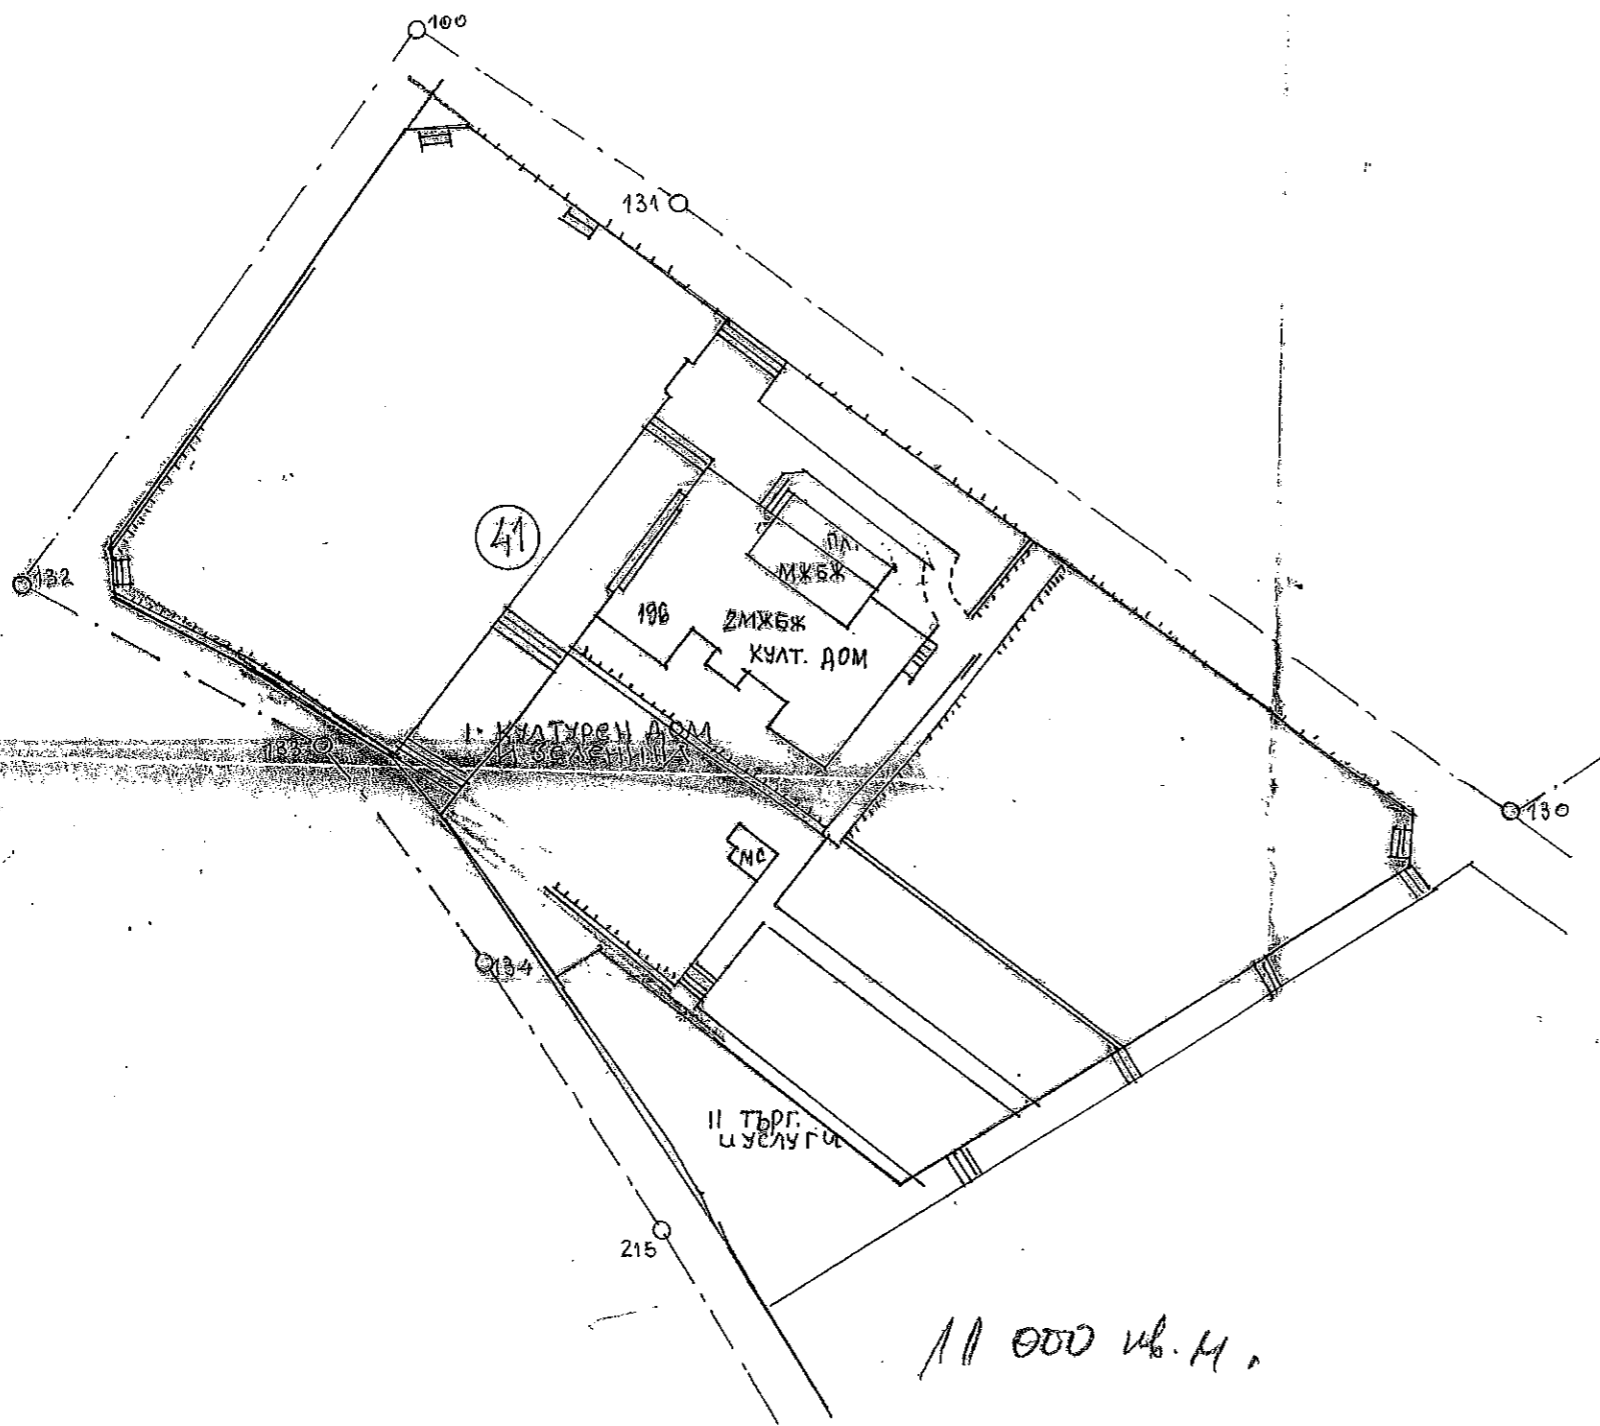 100
131
41
132
ПЛ.
МЖБЖ
196
2МЖБЖ
КУЛТ. ДОМ
I. КУЛТУРЕН ДОМ
И ЗЕЛЕНИНА
133
130
МС
134
II ТЪРГ.
И УСЛУГИ
215
11 000 кв. м.